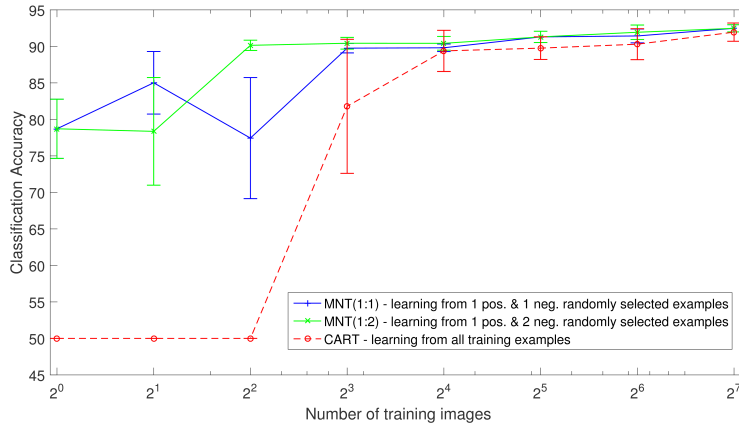 95
90
85
80
75
70
65
60
55
50
45
Classification Accuracy
MNT(1:1) - learning from 1 pos. & 1 neg. randomly selected examples
MNT(1:2) - learning from 1 pos. & 2 neg. randomly selected examples
CART - learning from all training examples
2^0 2^1 2^2 2^3 2^4 2^5 2^6 2^7
Number of training images